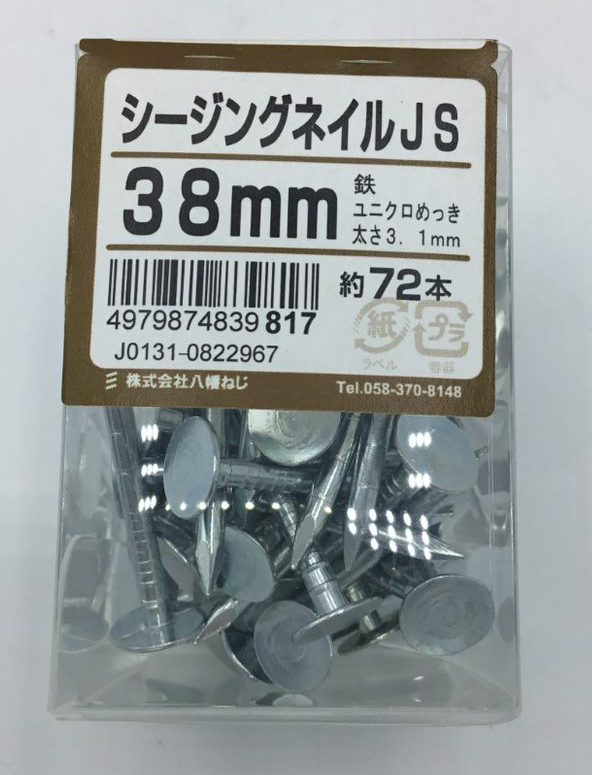 シージングネイルJS
38mm
鉄
ユニクロめっき
太さ3.1mm
約72本
4979874839817
J0131-0822967
紙
ラベル
プラ
容器
株式会社八幡ねじ
Tel.058-370-8148